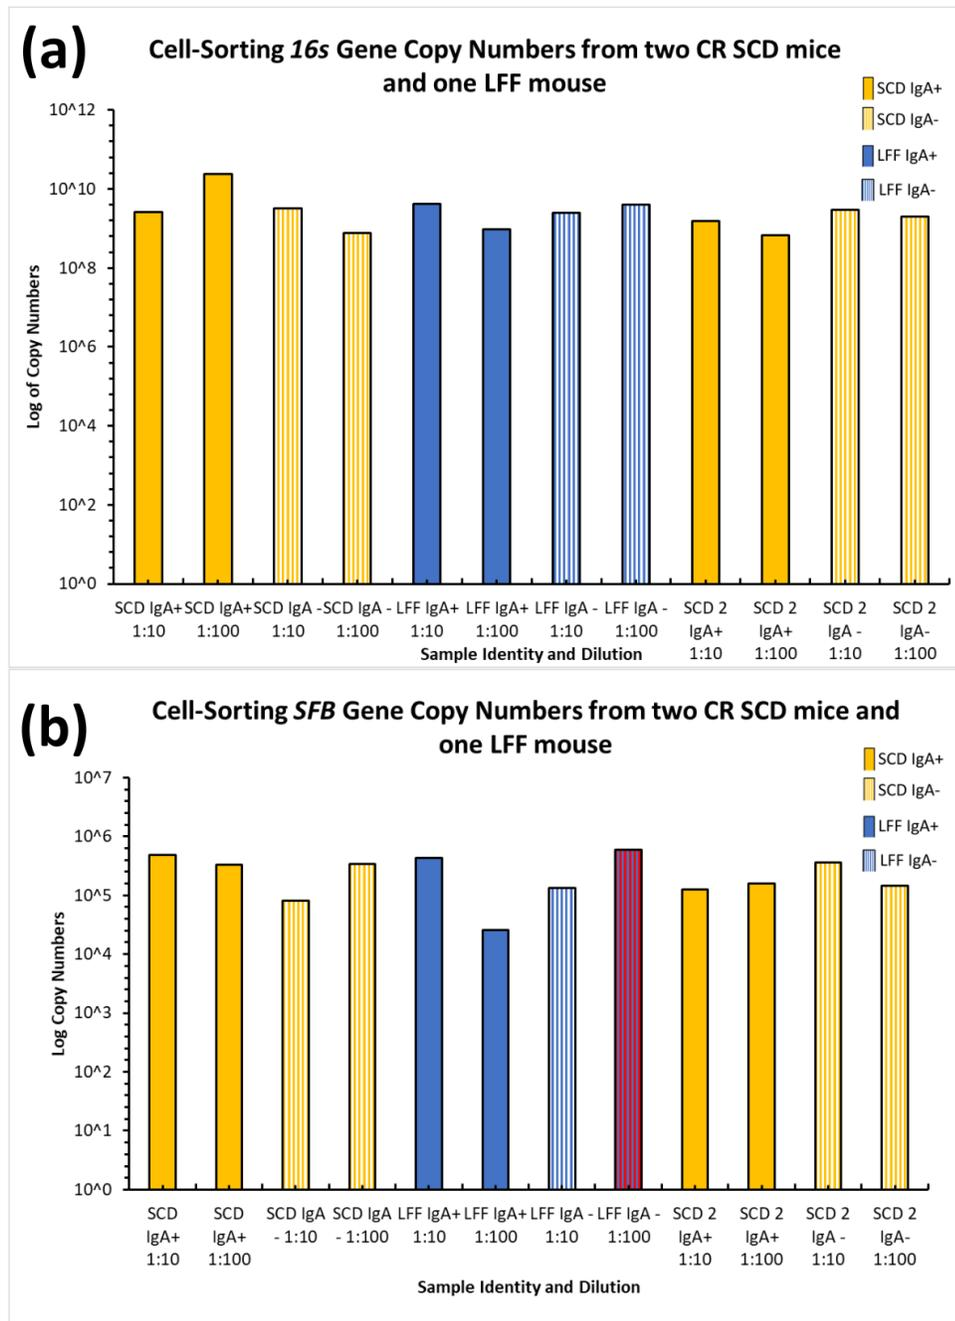 (a)
Cell-Sorting 16s Gene Copy Numbers from two CR SCD mice
and one LFF mouse
SCD IgA+
SCD IgA-
LFF IgA+
LFF IgA-
10^12
10^10
10^8
10^6
10^4
10^2
10^0
Log of Copy Numbers
SCD IgA+ SCD IgA+ SCD IgA - SCD IgA - LFF IgA+ LFF IgA+ LFF IgA - LFF IgA - SCD 2 SCD 2 SCD 2 SCD 2
1:10 1:100 1:10 1:100 1:10 1:100 1:10 1:100 IgA+ IgA+ IgA - IgA-
1:10 1:100 1:10 1:100
Sample Identity and Dilution
(b)
Cell-Sorting SFB Gene Copy Numbers from two CR SCD mice and
one LFF mouse
SCD IgA+
SCD IgA-
LFF IgA+
LFF IgA-
10^7
10^6
10^5
10^4
10^3
10^2
10^1
10^0
Log Copy Numbers
SCD SCD SCD IgA SCD IgA LFF IgA+ LFF IgA+ LFF IgA - LFF IgA - SCD 2 SCD 2 SCD 2 SCD 2
IgA+ IgA+ - 1:10 - 1:100 1:10 1:100 1:10 1:100 IgA+ IgA+ IgA - IgA-
1:10 1:100 1:10 1:100 1:10 1:100
Sample Identity and Dilution